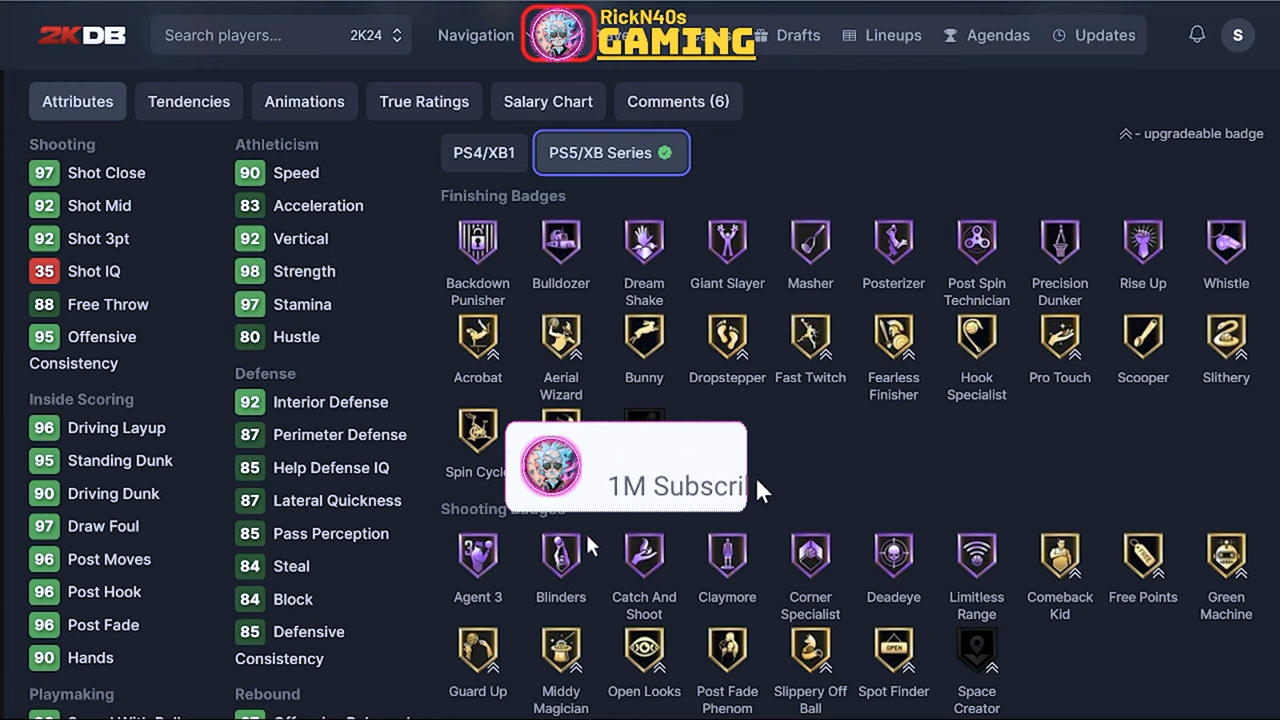 2KDB
Search players...
2K24
Navigation
RickN40s
GAMING
Drafts
Lineups
Agendas
Updates
S
Attributes
Tendencies
Animations
True Ratings
Salary Chart
Comments (6)
- upgradeable badge
PS4/XB1
PS5/XB Series
Shooting
97 Shot Close
92 Shot Mid
92 Shot 3pt
35 Shot IQ
88 Free Throw
95 Offensive
Consistency
Inside Scoring
96 Driving Layup
95 Standing Dunk
90 Driving Dunk
97 Draw Foul
96 Post Moves
96 Post Hook
96 Post Fade
90 Hands
Playmaking
Athleticism
90 Speed
83 Acceleration
92 Vertical
98 Strength
97 Stamina
80 Hustle
Defense
92 Interior Defense
87 Perimeter Defense
85 Help Defense IQ
87 Lateral Quickness
85 Pass Perception
84 Steal
84 Block
85 Defensive
Consistency
Rebound
Finishing Badges
Backdown
Punisher
Bulldozer
Dream
Shake
Giant Slayer
Masher
Posterizer
Post Spin
Technician
Precision
Dunker
Rise Up
Whistle
Acrobat
Aerial
Wizard
Bunny
Dropstepper
Fast Twitch
Fearless
Finisher
Hook
Specialist
Pro Touch
Scooper
Slithery
Spin Cycle
1M Subscri
Shooting Badges
3
Agent 3
Blinders
Catch And
Shoot
Claymore
Corner
Specialist
Deadeye
Limitless
Range
Comeback
Kid
Free Points
Green
Machine
Guard Up
Middy
Magician
Open Looks
Post Fade
Phenom
Slippery Off
Ball
OPEN
Spot Finder
Space
Creator